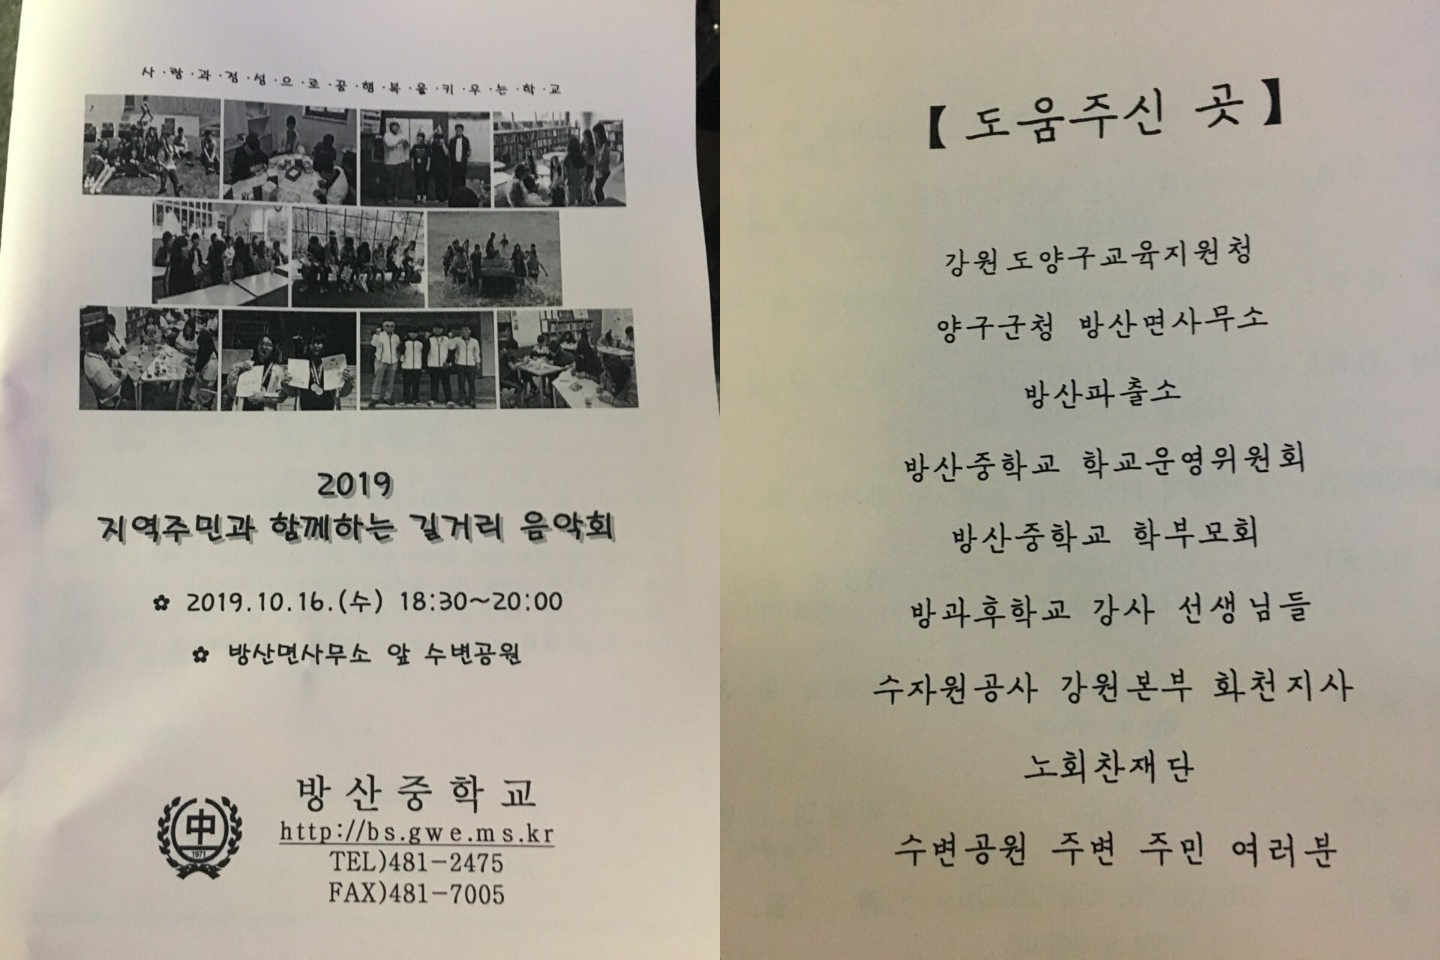 사·랑·과·정·성·으·로·꿈·행·복·을·키·우·는·학·교
2019
지역주민과 함께하는 길거리 음악회
✿ 2019.10.16.(수) 18:30~20:00
✿ 방산면사무소 앞 수변공원
中
1971
방산중학교
http://bs.gwe.ms.kr
TEL)481-2475
FAX)481-7005
【 도움주신 곳 】
강원도양구교육지원청
양구군청 방산면사무소
방산파출소
방산중학교 학교운영위원회
방산중학교 학부모회
방과후학교 강사 선생님들
수자원공사 강원본부 화천지사
노회찬재단
수변공원 주변 주민 여러분